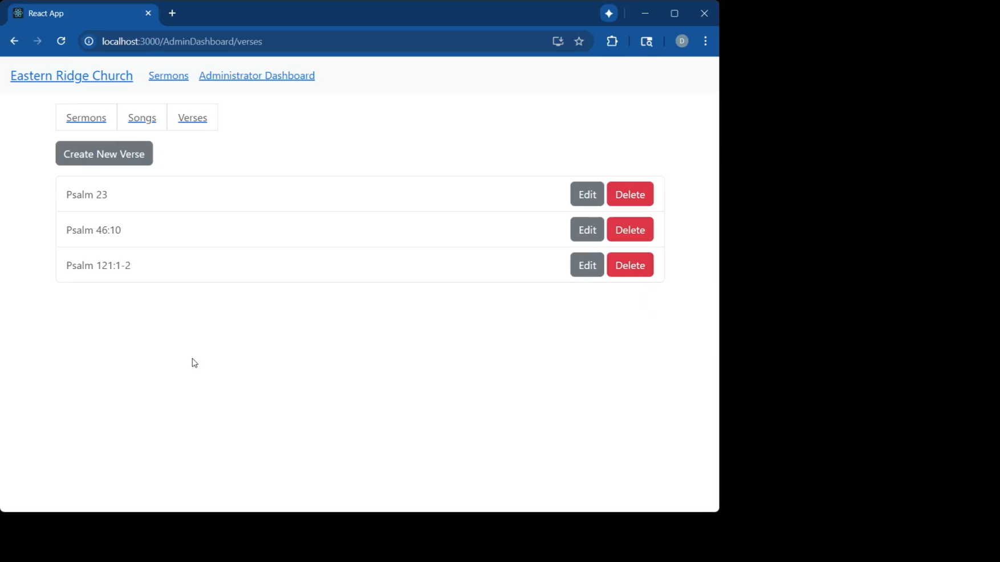 React App
localhost:3000/AdminDashboard/verses
D
Eastern Ridge Church Sermons Administrator Dashboard
Sermons Songs Verses
Create New Verse
Psalm 23 Edit Delete
Psalm 46:10 Edit Delete
Psalm 121:1-2 Edit Delete